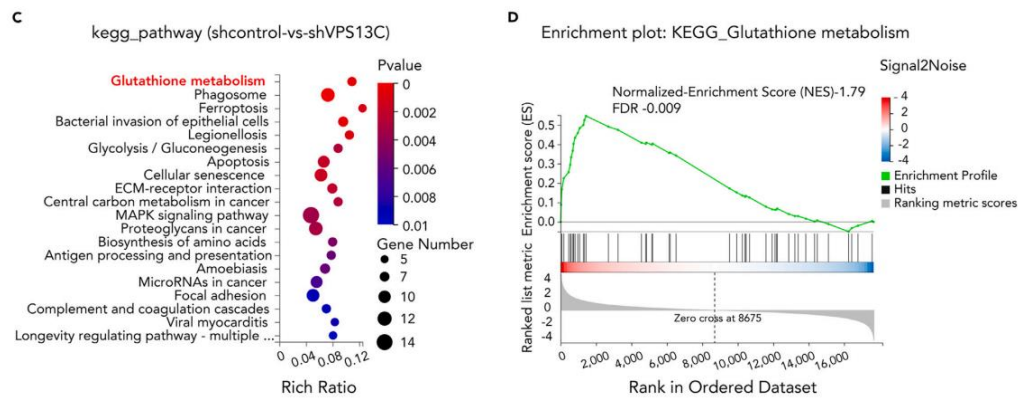 C
kegg_pathway (shcontrol-vs-shVPS13C)
Glutathione metabolism
Phagosome
Ferroptosis
Bacterial invasion of epithelial cells
Legionellosis
Glycolysis / Gluconeogenesis
Apoptosis
Cellular senescence
ECM-receptor interaction
Central carbon metabolism in cancer
MAPK signaling pathway
Proteoglycans in cancer
Biosynthesis of amino acids
Antigen processing and presentation
Amoebiasis
MicroRNAs in cancer
Focal adhesion
Complement and coagulation cascades
Viral myocarditis
Longevity regulating pathway - multiple ...
0 0.04 0.08 0.12
Rich Ratio
Pvalue
0
0.002
0.004
0.006
0.008
0.01
Gene Number
5
7
10
12
14
D
Enrichment plot: KEGG_Glutathione metabolism
Normalized-Enrichment Score (NES)-1.79
FDR -0.009
Enrichment score (ES)
0.5
0.4
0.3
0.2
0.1
0.0
Ranked list metric
4
2
0
-2
-4
Zero cross at 8675
0 2,000 4,000 6,000 8,000 10,000 12,000 14,000 16,000
Rank in Ordered Dataset
Signal2Noise
4
2
0
-2
-4
Enrichment Profile
Hits
Ranking metric scores